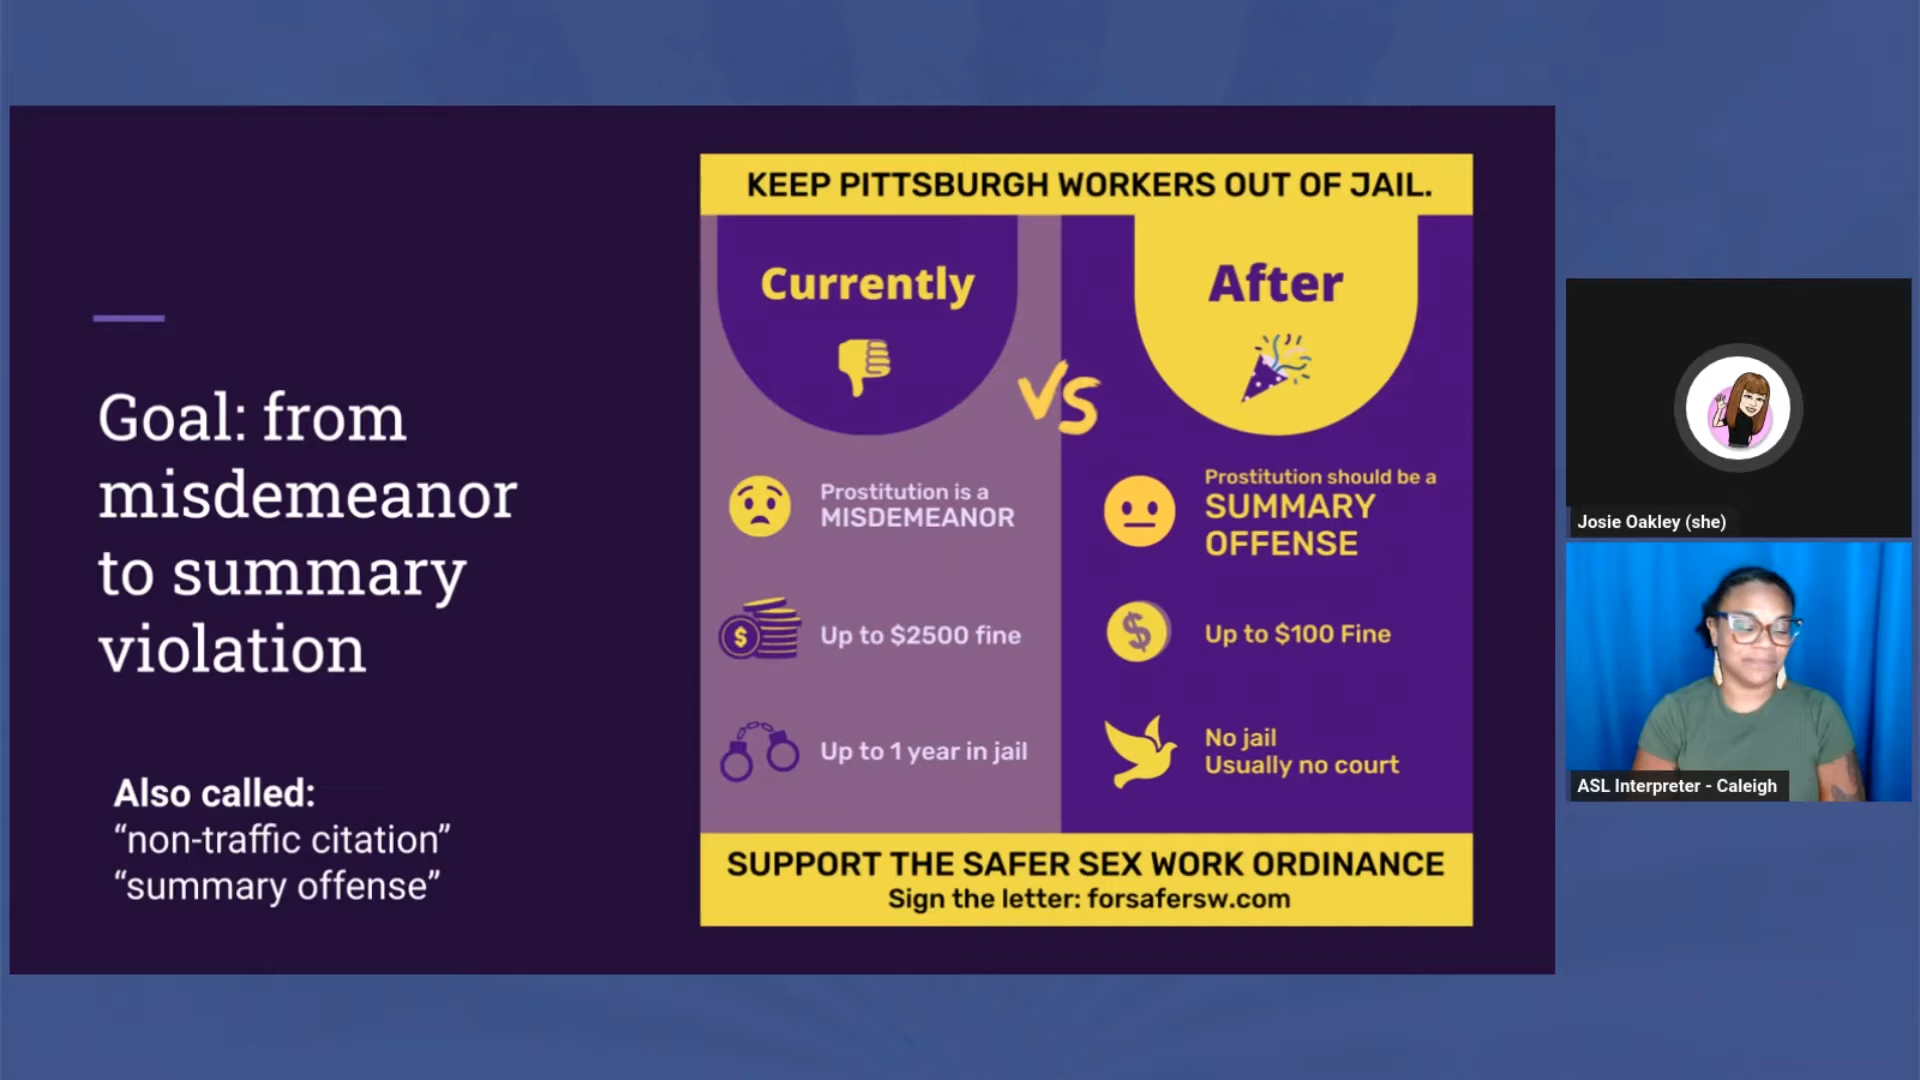 Goal: from
misdemeanor
to summary
violation
Also called:
“non-traffic citation”
“summary offense”
KEEP PITTSBURGH WORKERS OUT OF JAIL.
Currently
VS
After
Prostitution is a
MISDEMEANOR
Up to $2500 fine
Up to 1 year in jail
Prostitution should be a
SUMMARY
OFFENSE
Up to $100 Fine
No jail
Usually no court
SUPPORT THE SAFER SEX WORK ORDINANCE
Sign the letter: forsafersw.com
Josie Oakley (she)
ASL Interpreter - Caleigh